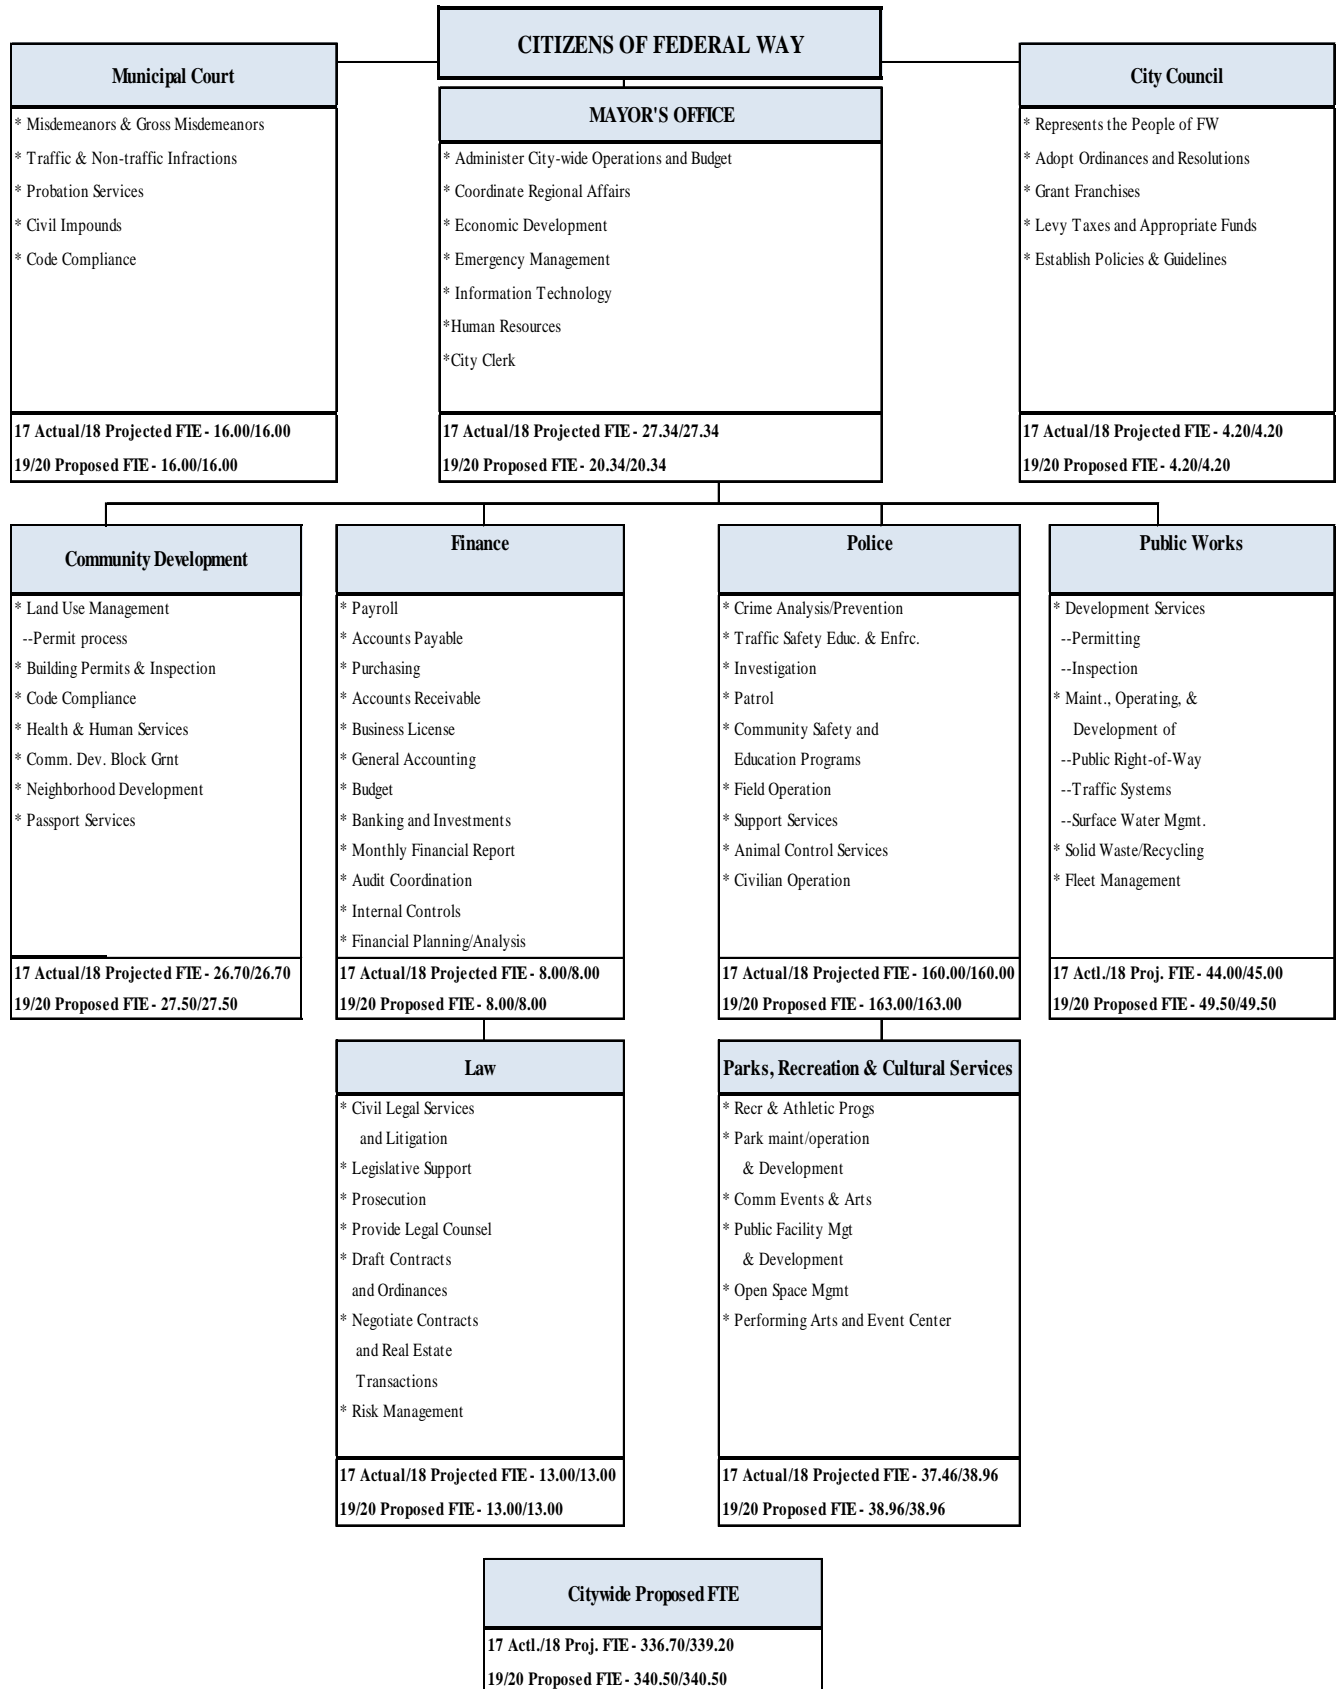 CITIZENS OF FEDERAL WAY
Municipal Court
* Misdemeanors & Gross Misdemeanors
* Traffic & Non-traffic Infractions
* Probation Services
* Civil Impounds
* Code Compliance
17 Actual/18 Projected FTE - 16.00/16.00
19/20 Proposed FTE - 16.00/16.00
MAYOR'S OFFICE
* Administer City-wide Operations and Budget
* Coordinate Regional Affairs
* Economic Development
* Emergency Management
* Information Technology
*Human Resources
*City Clerk
17 Actual/18 Projected FTE - 27.34/27.34
19/20 Proposed FTE - 20.34/20.34
City Council
* Represents the People of FW
* Adopt Ordinances and Resolutions
* Grant Franchises
* Levy Taxes and Appropriate Funds
* Establish Policies & Guidelines
17 Actual/18 Projected FTE - 4.20/4.20
19/20 Proposed FTE - 4.20/4.20
Community Development
* Land Use Management
--Permit process
* Building Permits & Inspection
* Code Compliance
* Health & Human Services
* Comm. Dev. Block Grnt
* Neighborhood Development
* Passport Services
17 Actual/18 Projected FTE - 26.70/26.70
19/20 Proposed FTE - 27.50/27.50
Finance
* Payroll
* Accounts Payable
* Purchasing
* Accounts Receivable
* Business License
* General Accounting
* Budget
* Banking and Investments
* Monthly Financial Report
* Audit Coordination
* Internal Controls
* Financial Planning/Analysis
17 Actual/18 Projected FTE - 8.00/8.00
19/20 Proposed FTE - 8.00/8.00
Police
* Crime Analysis/Prevention
* Traffic Safety Educ. & Enfrc.
* Investigation
* Patrol
* Community Safety and
Education Programs
* Field Operation
* Support Services
* Animal Control Services
* Civilian Operation
17 Actual/18 Projected FTE - 160.00/160.00
19/20 Proposed FTE - 163.00/163.00
Public Works
* Development Services
--Permitting
--Inspection
* Maint., Operating, &
Development of
--Public Right-of-Way
--Traffic Systems
--Surface Water Mgmt.
* Solid Waste/Recycling
* Fleet Management
17 Actl./18 Proj. FTE - 44.00/45.00
19/20 Proposed FTE - 49.50/49.50
Law
* Civil Legal Services
and Litigation
* Legislative Support
* Prosecution
* Provide Legal Counsel
* Draft Contracts
and Ordinances
* Negotiate Contracts
and Real Estate
Transactions
* Risk Management
17 Actual/18 Projected FTE - 13.00/13.00
19/20 Proposed FTE - 13.00/13.00
Parks, Recreation & Cultural Services
* Recr & Athletic Progs
* Park maint/operation
& Development
* Comm Events & Arts
* Public Facility Mgt
& Development
* Open Space Mgmt
* Performing Arts and Event Center
17 Actual/18 Projected FTE - 37.46/38.96
19/20 Proposed FTE - 38.96/38.96
Citywide Proposed FTE
17 Actl./18 Proj. FTE - 336.70/339.20
19/20 Proposed FTE - 340.50/340.50